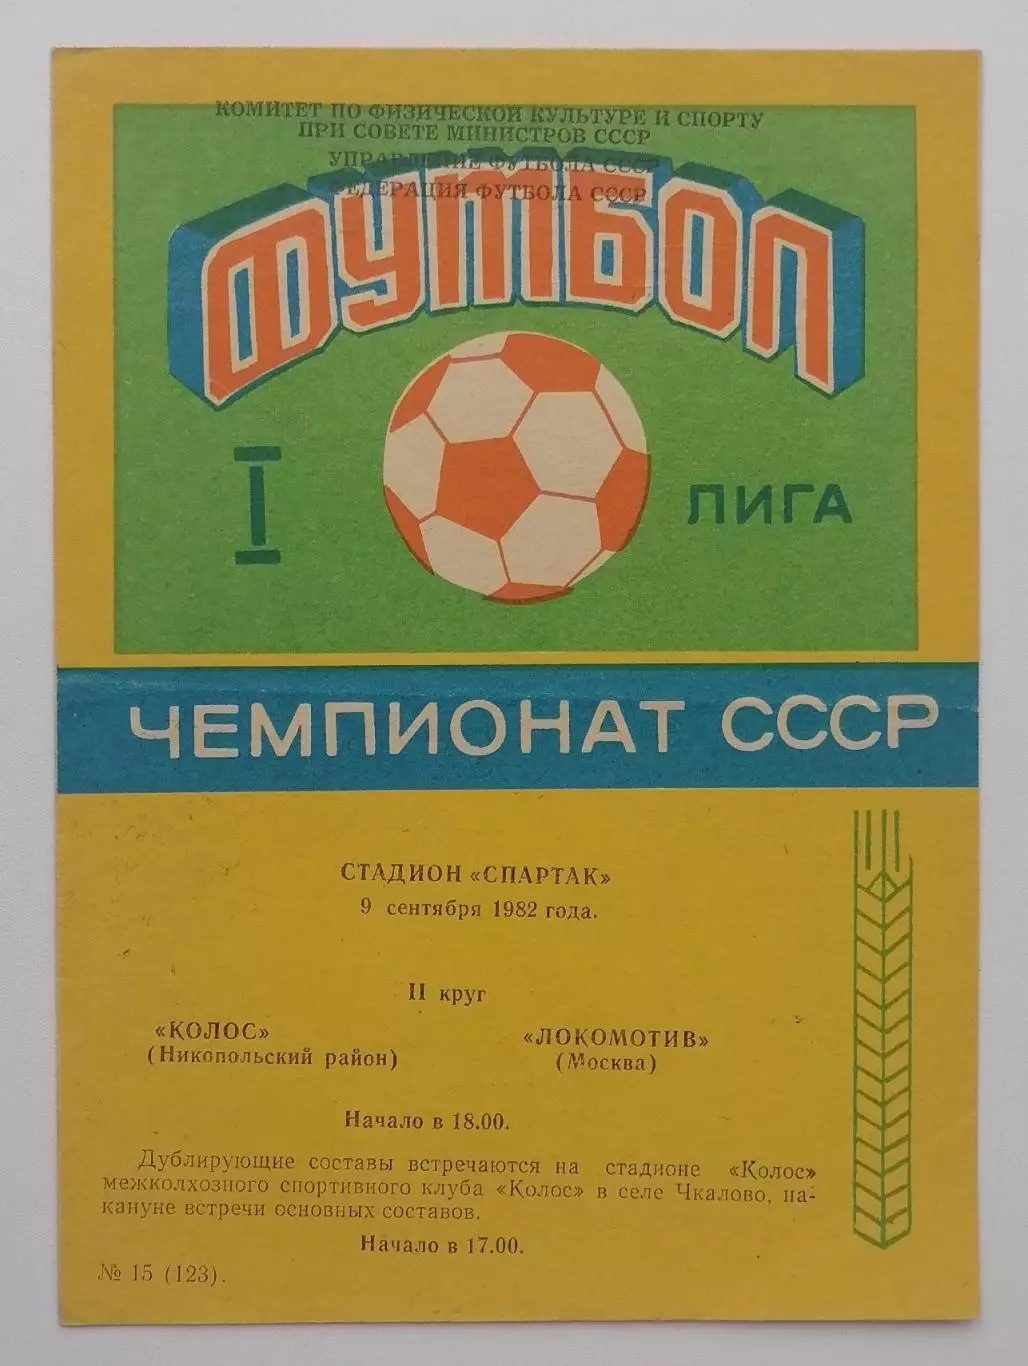 КОМИТЕТ ПО ФИЗИЧЕСКОЙ КУЛЬТУРЕ И СПОРТУ
ПРИ СОВЕТЕ МИНИСТРОВ СССР
УПРАВЛЕНИЕ ФУТБОЛА СССР
ФЕДЕРАЦИЯ ФУТБОЛА СССР
ФУТБОЛ
I ЛИГА
ЧЕМПИОНАТ СССР
СТАДИОН «СПАРТАК»
9 сентября 1982 года.
II круг
«КОЛОС» «ЛОКОМОТИВ»
(Никопольский район) (Москва)
Начало в 18.00.
Дублирующие составы встречаются на стадионе «Колос»
межколхозного спортивного клуба «Колос» в селе Чкалово, на-
кануне встречи основных составов.
Начало в 17.00.
№ 15 (123).